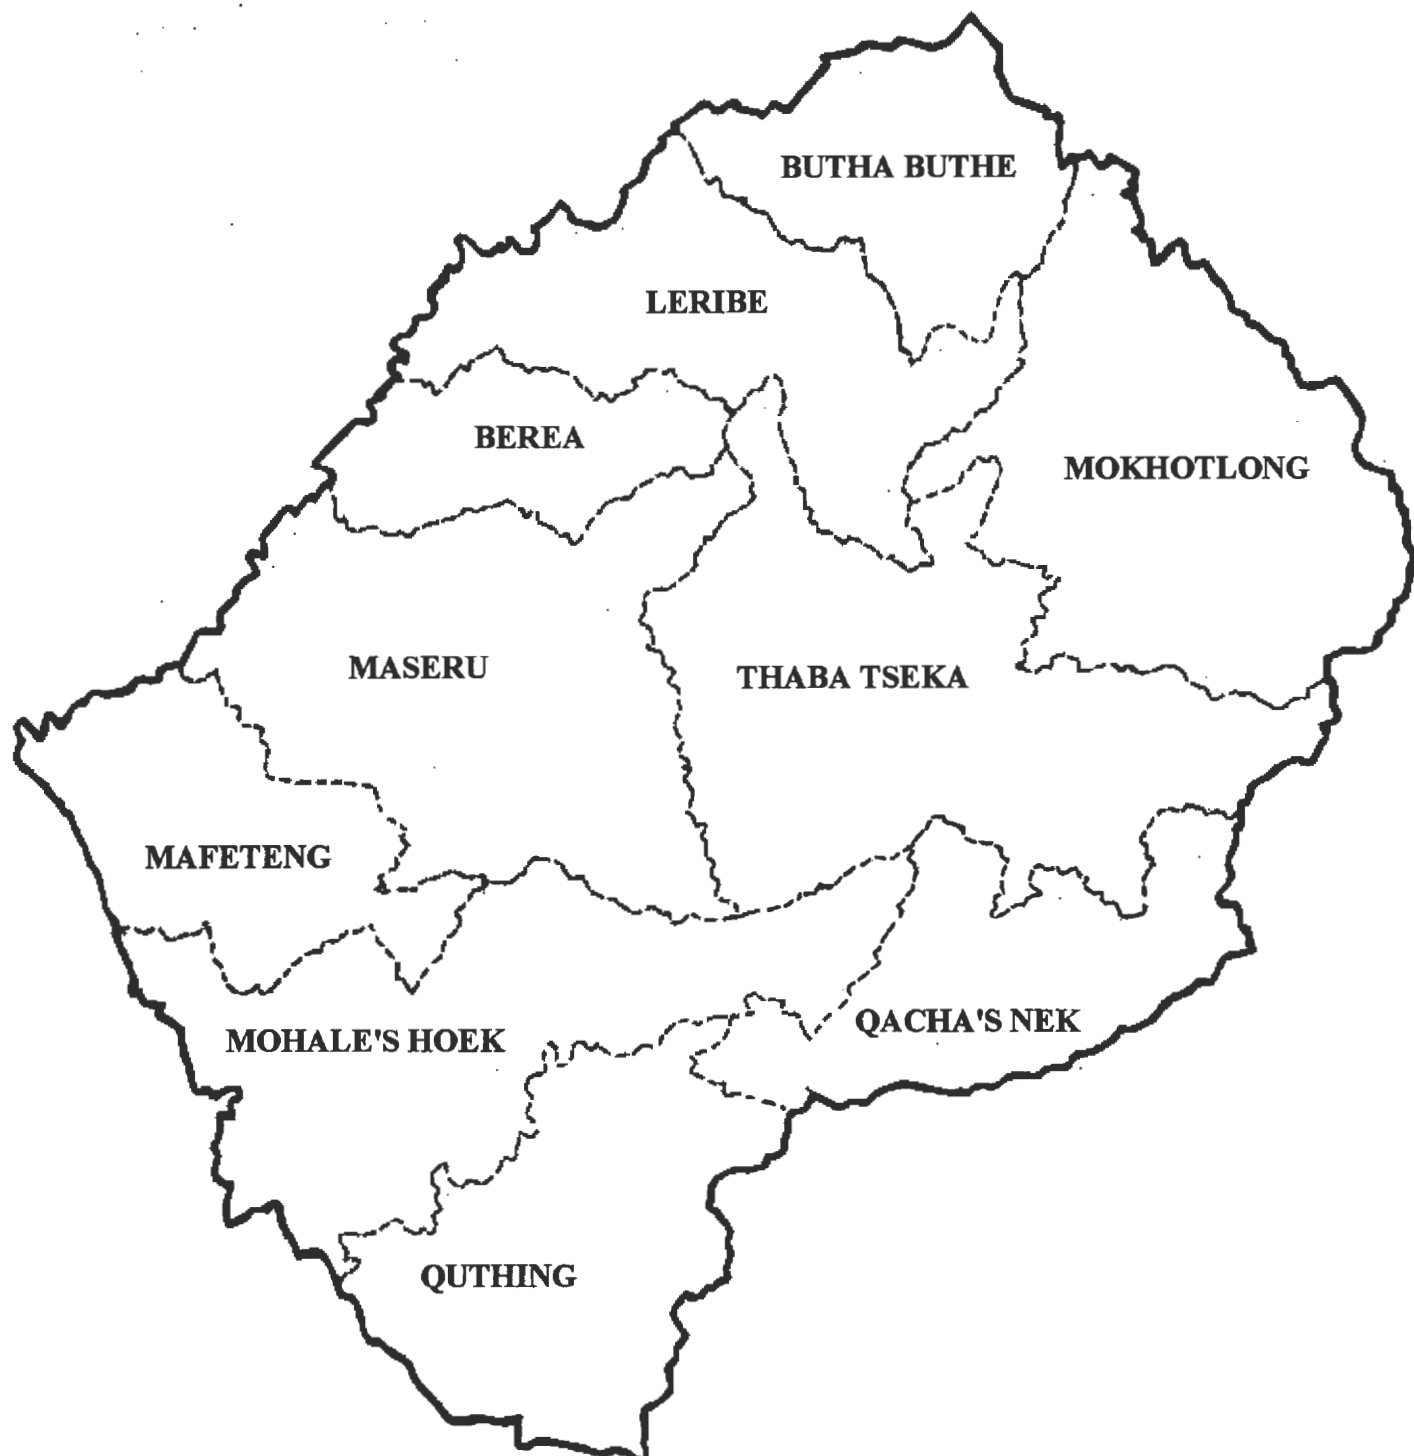 BUTHA BUTHE
LERIBE
BEREA
MOKHOTLONG
MASERU
THABA TSEKA
MAFETENG
QACHA'S NEK
MOHALE'S HOEK
QUTHING